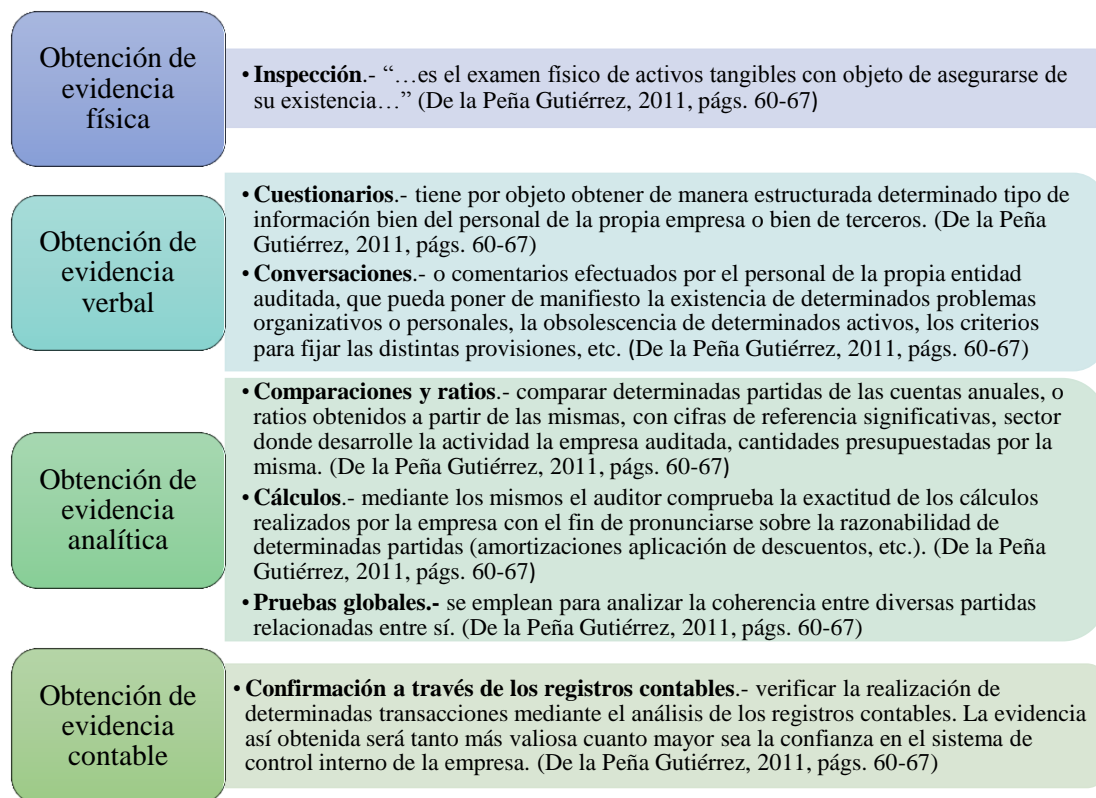 Obtención de
evidencia
física
• Inspección.- “…es el examen físico de activos tangibles con objeto de asegurarse de
su existencia…” (De la Peña Gutiérrez, 2011, págs. 60-67)
Obtención de
evidencia
verbal
• Cuestionarios.- tiene por objeto obtener de manera estructurada determinado tipo de
información bien del personal de la propia empresa o bien de terceros. (De la Peña
Gutiérrez, 2011, págs. 60-67)
• Conversaciones.- o comentarios efectuados por el personal de la propia entidad
auditada, que pueda poner de manifiesto la existencia de determinados problemas
organizativos o personales, la obsolescencia de determinados activos, los criterios
para fijar las distintas provisiones, etc. (De la Peña Gutiérrez, 2011, págs. 60-67)
Obtención de
evidencia
analítica
• Comparaciones y ratios.- comparar determinadas partidas de las cuentas anuales, o
ratios obtenidos a partir de las mismas, con cifras de referencia significativas, sector
donde desarrolle la actividad la empresa auditada, cantidades presupuestadas por la
misma. (De la Peña Gutiérrez, 2011, págs. 60-67)
• Cálculos.- mediante los mismos el auditor comprueba la exactitud de los cálculos
realizados por la empresa con el fin de pronunciarse sobre la razonabilidad de
determinadas partidas (amortizaciones aplicación de descuentos, etc.). (De la Peña
Gutiérrez, 2011, págs. 60-67)
• Pruebas globales.- se emplean para analizar la coherencia entre diversas partidas
relacionadas entre sí. (De la Peña Gutiérrez, 2011, págs. 60-67)
Obtención de
evidencia
contable
• Confirmación a través de los registros contables.- verificar la realización de
determinadas transacciones mediante el análisis de los registros contables. La evidencia
así obtenida será tanto más valiosa cuanto mayor sea la confianza en el sistema de
control interno de la empresa. (De la Peña Gutiérrez, 2011, págs. 60-67)